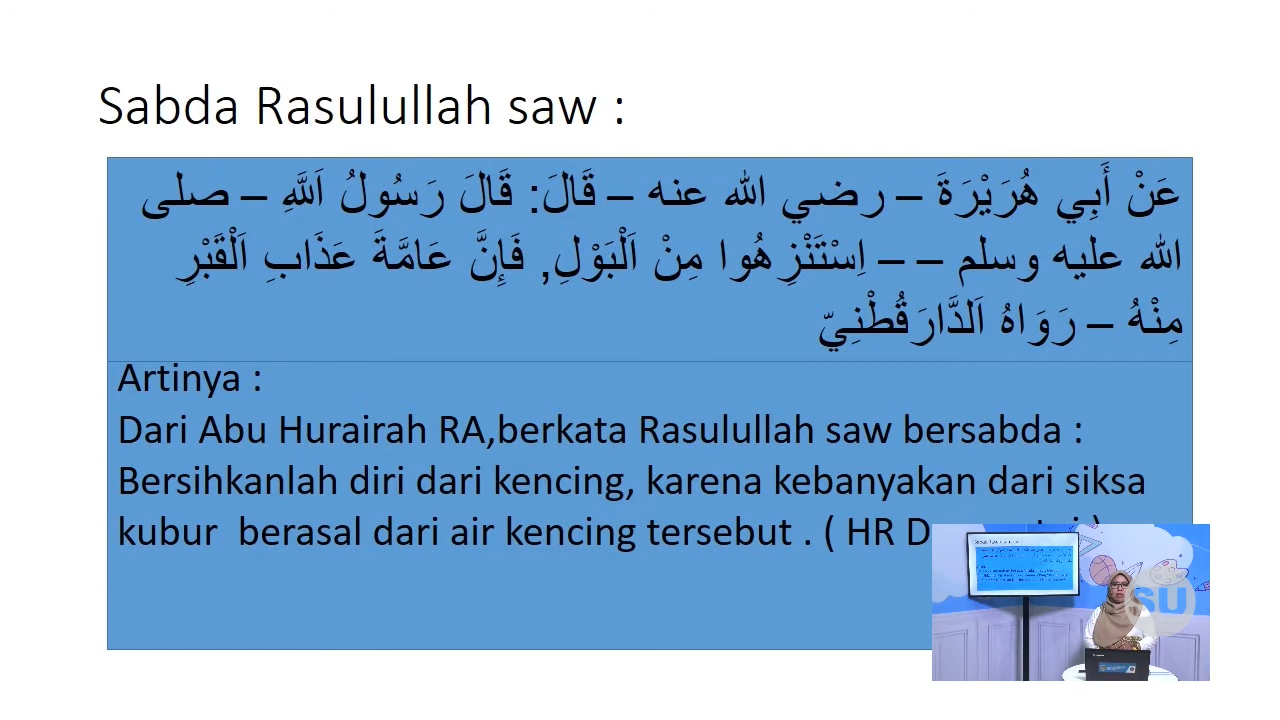 Sabda Rasulullah saw :
عَنْ أَبِي هُرَيْرَةَ – رضي الله عنه – قَالَ: قَالَ رَسُولُ اَللَّهِ – صلى
الله عليه وسلم – – اِسْتَنْزِهُوا مِنْ اَلْبَوْلِ, فَإِنَّ عَامَّةَ عَذَابِ اَلْقَبْرِ
مِنْهُ – رَوَاهُ اَلدَّارَقُطْنِيّ
Artinya :
Dari Abu Hurairah RA,berkata Rasulullah saw bersabda :
Bersihkanlah diri dari kencing, karena kebanyakan dari siksa
kubur berasal dari air kencing tersebut . ( HR
SU